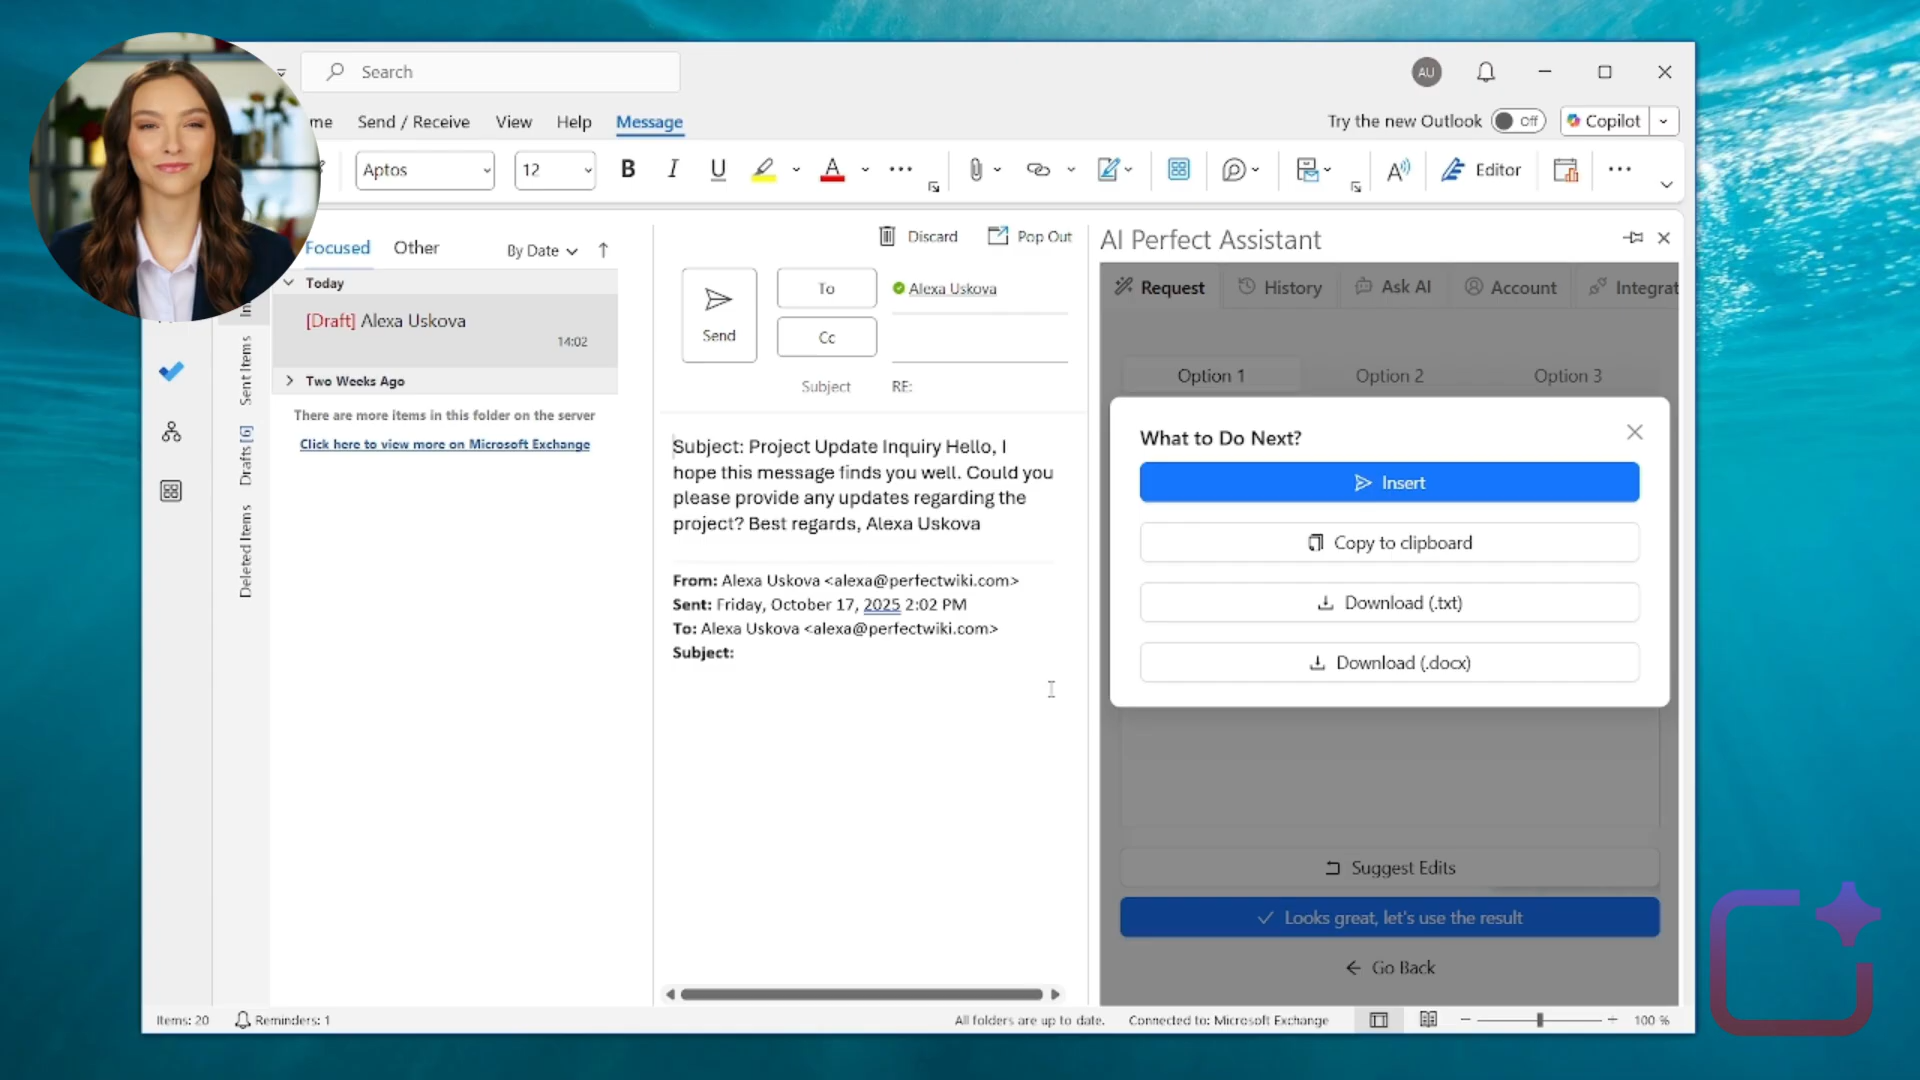 Search
AU
me
Send / Receive
View
Help
Message
Try the new Outlook
Off
Copilot
Aptos
12
B
I
U
A
Editor
Focused
Other
By Date
Today
[Draft] Alexa Uskova
14:02
Two Weeks Ago
There are more items in this folder on the server
Click here to view more on Microsoft Exchange
In
Sent Items
Drafts [6]
Deleted Items
Discard
Pop Out
Send
To
Alexa Uskova
Cc
Subject
RE:
Subject: Project Update Inquiry Hello, I
hope this message finds you well. Could you
please provide any updates regarding the
project? Best regards, Alexa Uskova
From: Alexa Uskova <alexa@perfectwiki.com>
Sent: Friday, October 17, 2025 2:02 PM
To: Alexa Uskova <alexa@perfectwiki.com>
Subject:
AI Perfect Assistant
Request
History
Ask AI
Account
Integrat
Option 1
Option 2
Option 3
What to Do Next?
Insert
Copy to clipboard
Download (.txt)
Download (.docx)
Suggest Edits
Looks great, let's use the result
Go Back
Items: 20
Reminders: 1
All folders are up to date.
Connected to: Microsoft Exchange
100 %